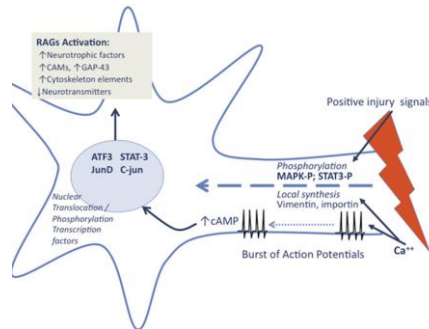 RAGs Activation:
↑Neurotrophic factors
↑CAMs, ↑GAP-43
↑Cytoskeleton elements
↓Neurotransmitters
Positive injury signals
Phosphorylation
MAPK-P; STAT3-P
Local synthesis
Vimentin, importin
ATF3 STAT-3
JunD C-jun
Nuclear
Translocation /
Phosphorylation
Transcription
factors
↑cAMP
Burst of Action Potentials
Ca⁺⁺